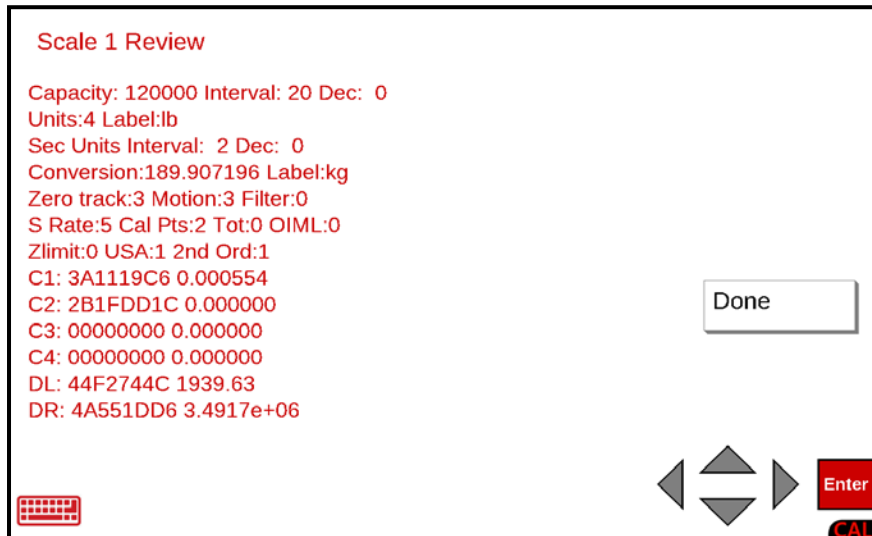 Scale 1 Review
Capacity: 120000 Interval: 20 Dec:  0
Units:4 Label:lb
Sec Units Interval:  2 Dec:  0
Conversion:189.907196 Label:kg
Zero track:3 Motion:3 Filter:0
S Rate:5 Cal Pts:2 Tot:0 OIML:0
Zlimit:0 USA:1 2nd Ord:1
C1: 3A1119C6 0.000554
C2: 2B1FDD1C 0.000000
C3: 00000000 0.000000
C4: 00000000 0.000000
DL: 44F2744C 1939.63
DR: 4A551DD6 3.4917e+06
Done
Enter
CAL